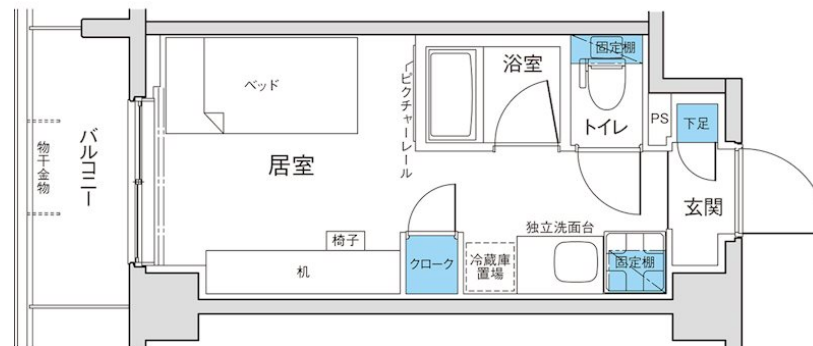 バルコニー
物干金物
ベッド
居室
ピクチャーレール
椅子
机
クローク
冷蔵庫
置場
独立洗面台
固定棚
浴室
固定棚
トイレ
PS
下足
玄関